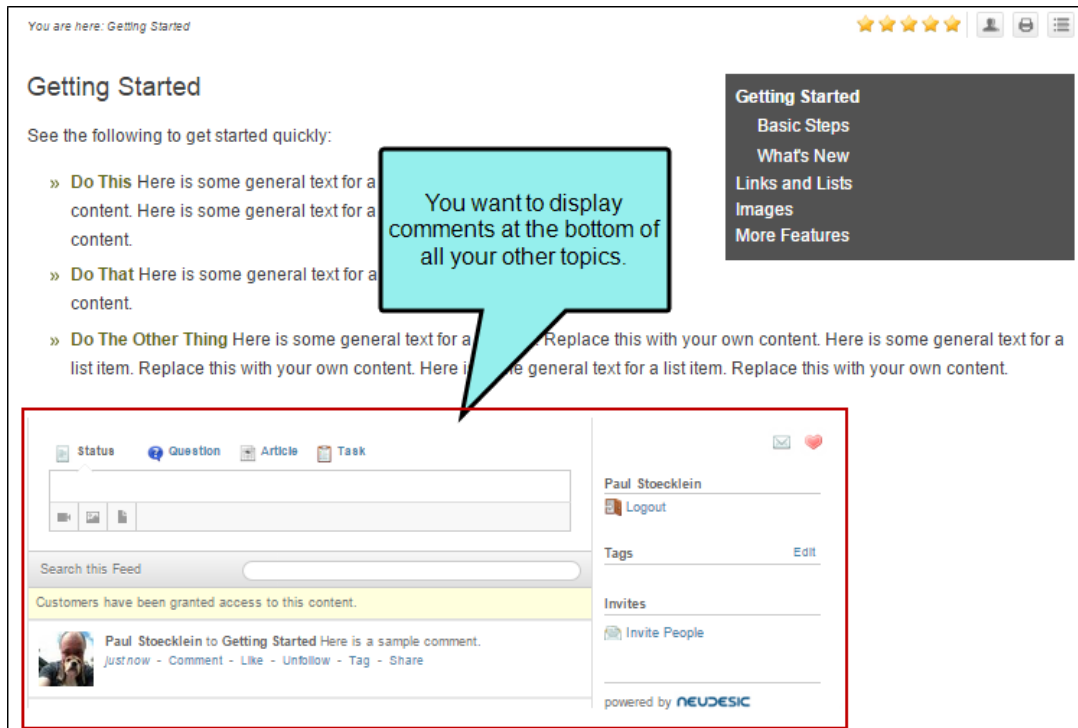 You are here: Getting Started
Getting Started
See the following to get started quickly:
» Do This Here is some general text for a
content. Here is some general text for a
content.
» Do That Here is some general text for a
content.
» Do The Other Thing Here is some general text for a Replace this with your own content. Here is some general text for a
list item. Replace this with your own content. Here general text for a list item. Replace this with your own content.
You want to display
comments at the bottom of
all your other topics.
Getting Started
Basic Steps
What's New
Links and Lists
Images
More Features
Status Question Article Task
Search this Feed
Customers have been granted access to this content.
Paul Stoecklein to Getting Started Here is a sample comment.
just now - Comment - Like - Unfollow - Tag - Share
Paul Stoecklein
Logout
Tags Edit
Invites
Invite People
powered by NEUDESIC